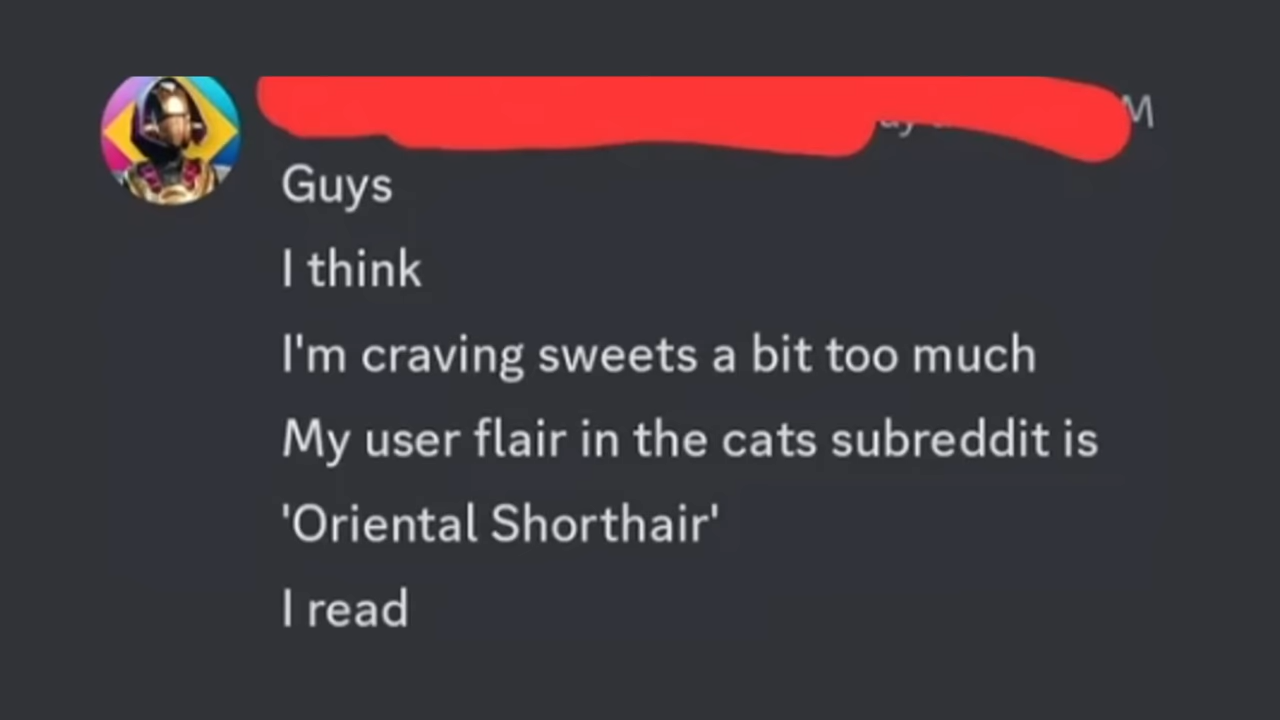 M
Guys
I think
I'm craving sweets a bit too much
My user flair in the cats subreddit is
'Oriental Shorthair'
I read